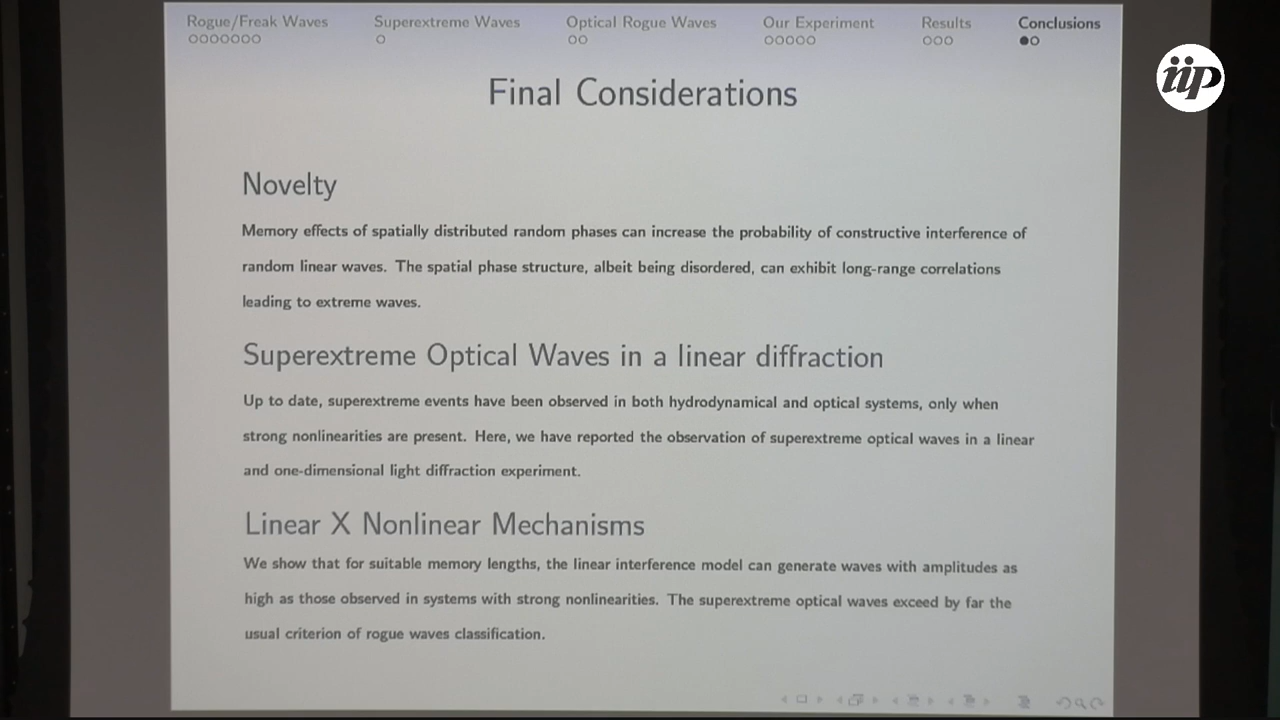 Rogue/Freak Waves Superextreme Waves Optical Rogue Waves Our Experiment Results Conclusions
iip
Final Considerations
Novelty
Memory effects of spatially distributed random phases can increase the probability of constructive interference of
random linear waves. The spatial phase structure, albeit being disordered, can exhibit long-range correlations
leading to extreme waves.
Superextreme Optical Waves in a linear diffraction
Up to date, superextreme events have been observed in both hydrodynamical and optical systems, only when
strong nonlinearities are present. Here, we have reported the observation of superextreme optical waves in a linear
and one-dimensional light diffraction experiment.
Linear X Nonlinear Mechanisms
We show that for suitable memory lengths, the linear interference model can generate waves with amplitudes as
high as those observed in systems with strong nonlinearities. The superextreme optical waves exceed by far the
usual criterion of rogue waves classification.